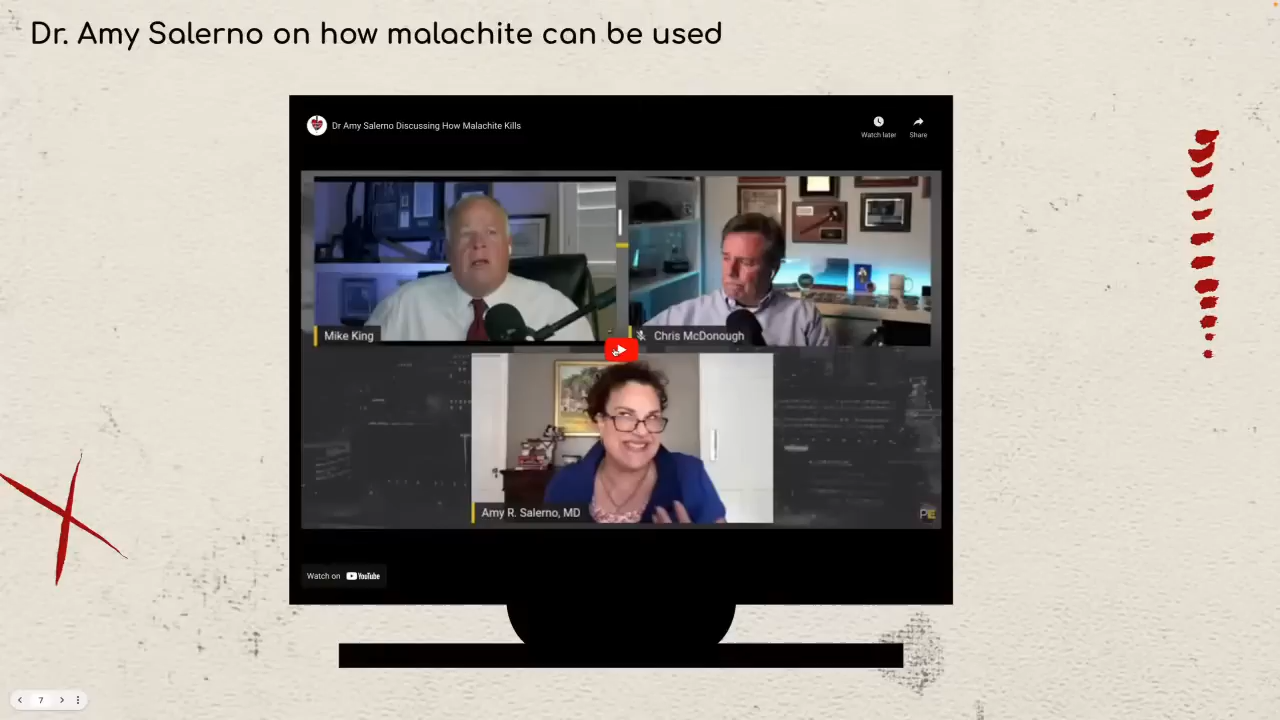 Dr. Amy Salerno on how malachite can be used
Dr Amy Salerno Discussing How Malachite Kills
Watch later
Share
Mike King
Chris McDonough
Amy R. Salerno, MD
PE
Watch on YouTube
7